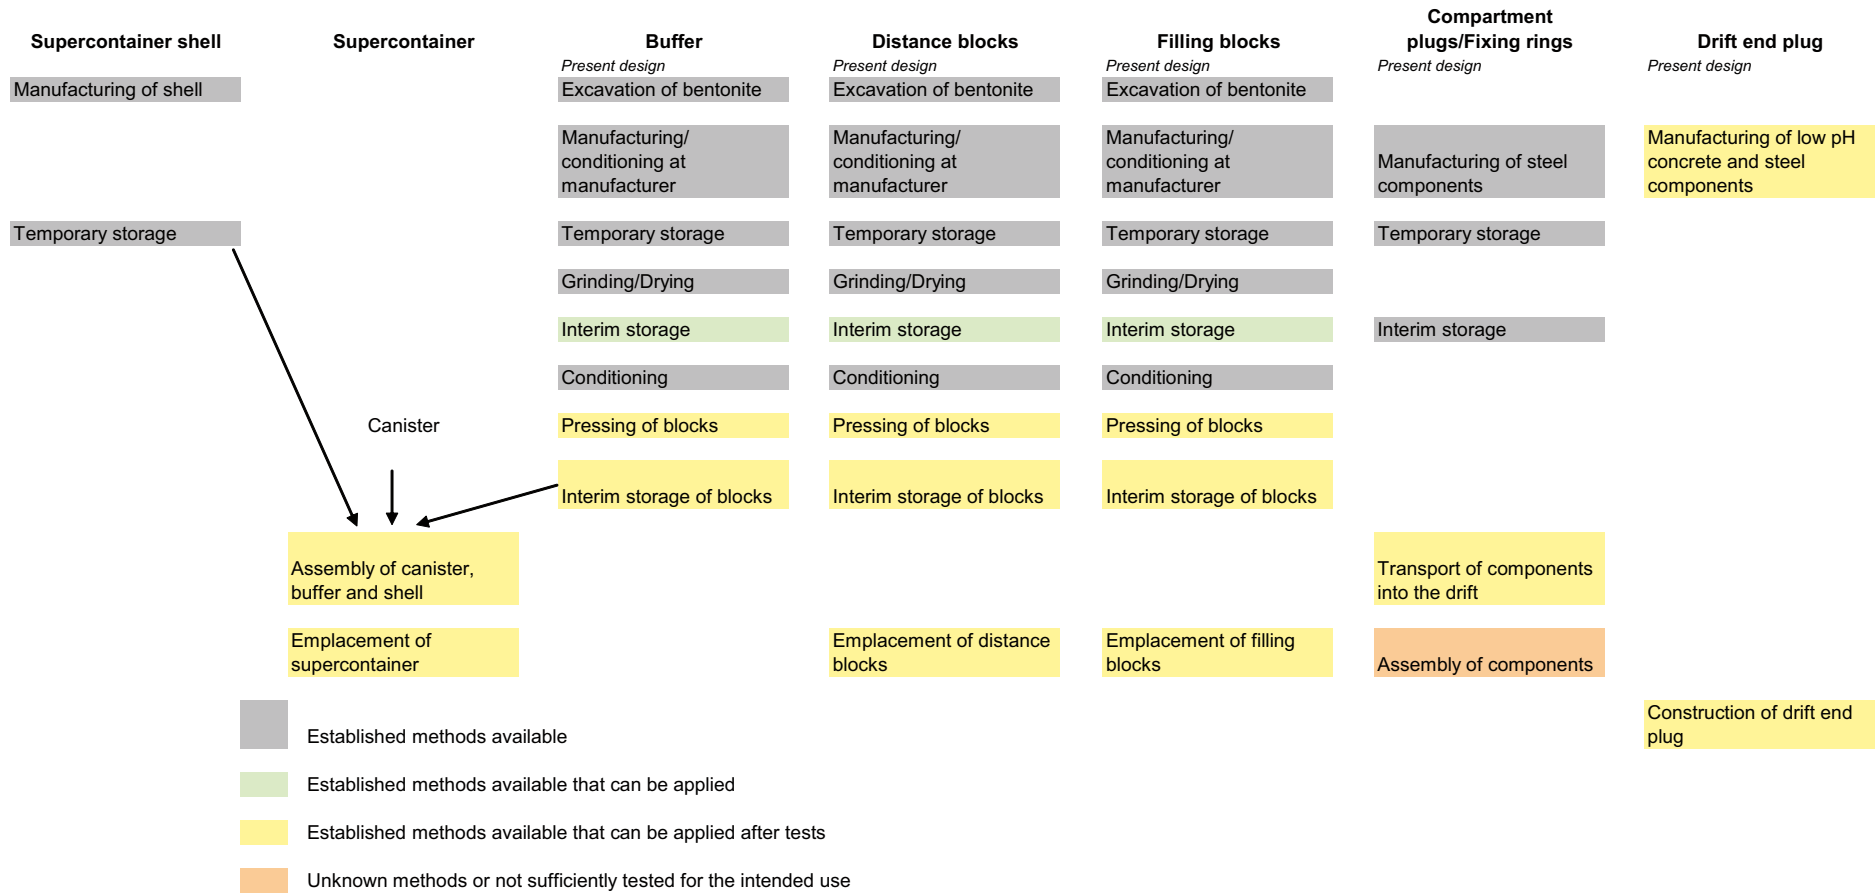 Supercontainer shell
Supercontainer
Buffer
Distance blocks
Filling blocks
Compartment
plugs/Fixing rings
Drift end plug
Present design
Present design
Present design
Present design
Present design
Manufacturing of shell
Excavation of bentonite
Excavation of bentonite
Excavation of bentonite
Manufacturing/
conditioning at
manufacturer
Manufacturing/
conditioning at
manufacturer
Manufacturing/
conditioning at
manufacturer
Manufacturing of steel
components
Manufacturing of low pH
concrete and steel
components
Temporary storage
Temporary storage
Temporary storage
Temporary storage
Temporary storage
Grinding/Drying
Grinding/Drying
Grinding/Drying
Interim storage
Interim storage
Interim storage
Interim storage
Conditioning
Conditioning
Conditioning
Canister
Pressing of blocks
Pressing of blocks
Pressing of blocks
Interim storage of blocks
Interim storage of blocks
Interim storage of blocks
Assembly of canister,
buffer and shell
Transport of components
into the drift
Emplacement of
supercontainer
Emplacement of distance
blocks
Emplacement of filling
blocks
Assembly of components
Construction of drift end
plug
Established methods available
Established methods available that can be applied
Established methods available that can be applied after tests
Unknown methods or not sufficiently tested for the intended use